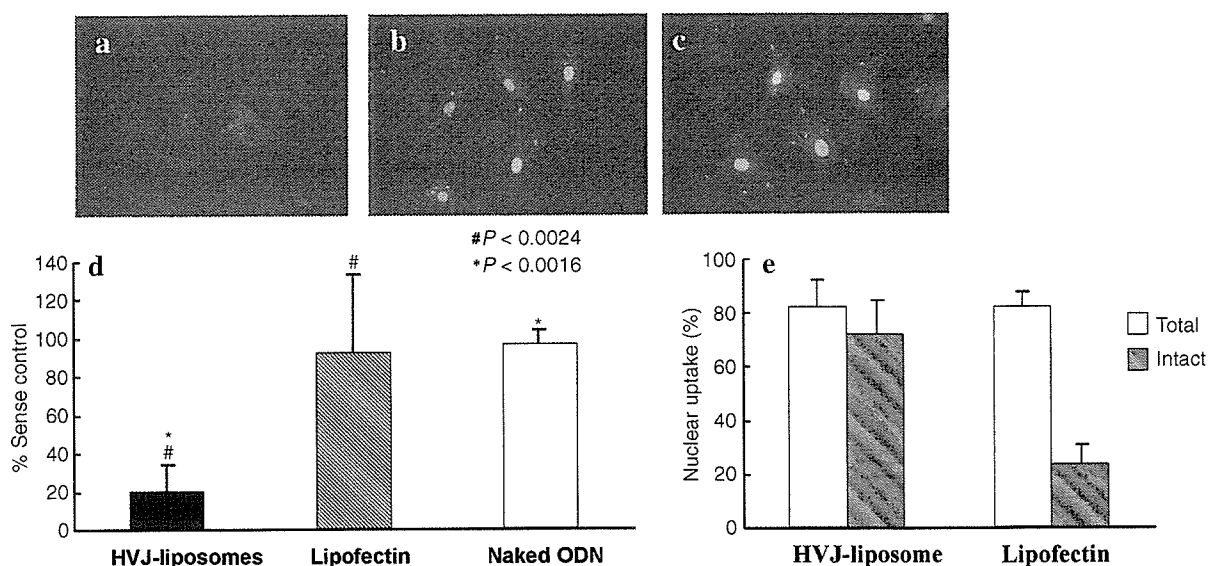 a
b
c
#P < 0.0024
*P < 0.0016
d
140
120
100
80
60
40
20
0
% Sense control
#
*
*
#
HVJ-liposomes
Lipofectin
Naked ODN
e
100
80
60
40
20
0
Nuclear uptake (%)
Total
Intact
HVJ-liposome
Lipofectin